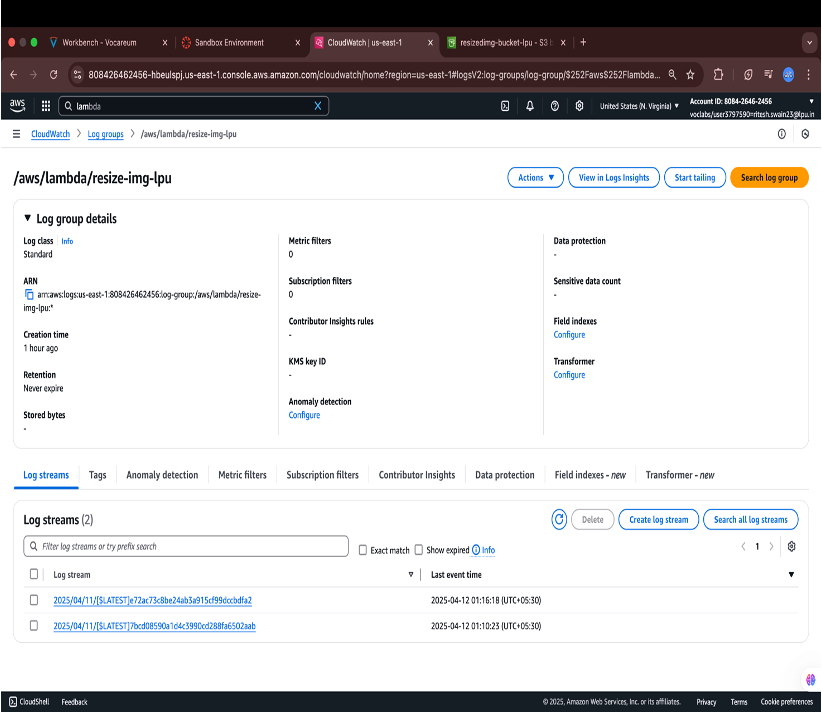 Workbench - Vocareum
Sandbox Environment
CloudWatch | us-east-1
resizedimg-bucket-lpu - S3 b
808426462456-hbeulspj.us-east-1.console.aws.amazon.com/cloudwatch/home?region=us-east-1#logsV2:log-groups/log-group/$252Faws$252Flambda...
aws
lambda
United States (N. Virginia)
Account ID: 8084-2646-2456
voclabs/user3797590=ritesh.swain23@lpu.in
CloudWatch > Log groups > /aws/lambda/resize-img-lpu
/aws/lambda/resize-img-lpu
Actions
View in Logs Insights
Start tailing
Search log group
Log group details
Log class
Info
Standard
ARN
arn:aws:logs:us-east-1:808426462456:log-group:/aws/lambda/resize-
img-lpu:*
Creation time
1 hour ago
Retention
Never expire
Stored bytes
-
Metric filters
0
Subscription filters
0
Contributor Insights rules
-
KMS key ID
-
Anomaly detection
Configure
Data protection
-
Sensitive data count
-
Field indexes
Configure
Transformer
Configure
Log streams
Tags
Anomaly detection
Metric filters
Subscription filters
Contributor Insights
Data protection
Field indexes - new
Transformer - new
Log streams (2)
Delete
Create log stream
Search all log streams
Filter log streams or try prefix search
Exact match
Show expired
Info
1
Log stream
Last event time
2025/04/11/[$LATEST]e72ac73c8be24ab3a915cf99dccbdfa2
2025-04-12 01:16:18 (UTC+05:30)
2025/04/11/[$LATEST]7bcd08590a1d4c3990cd288fa6502aab
2025-04-12 01:10:23 (UTC+05:30)
CloudShell
Feedback
© 2025, Amazon Web Services, Inc. or its affiliates.
Privacy
Terms
Cookie preferences